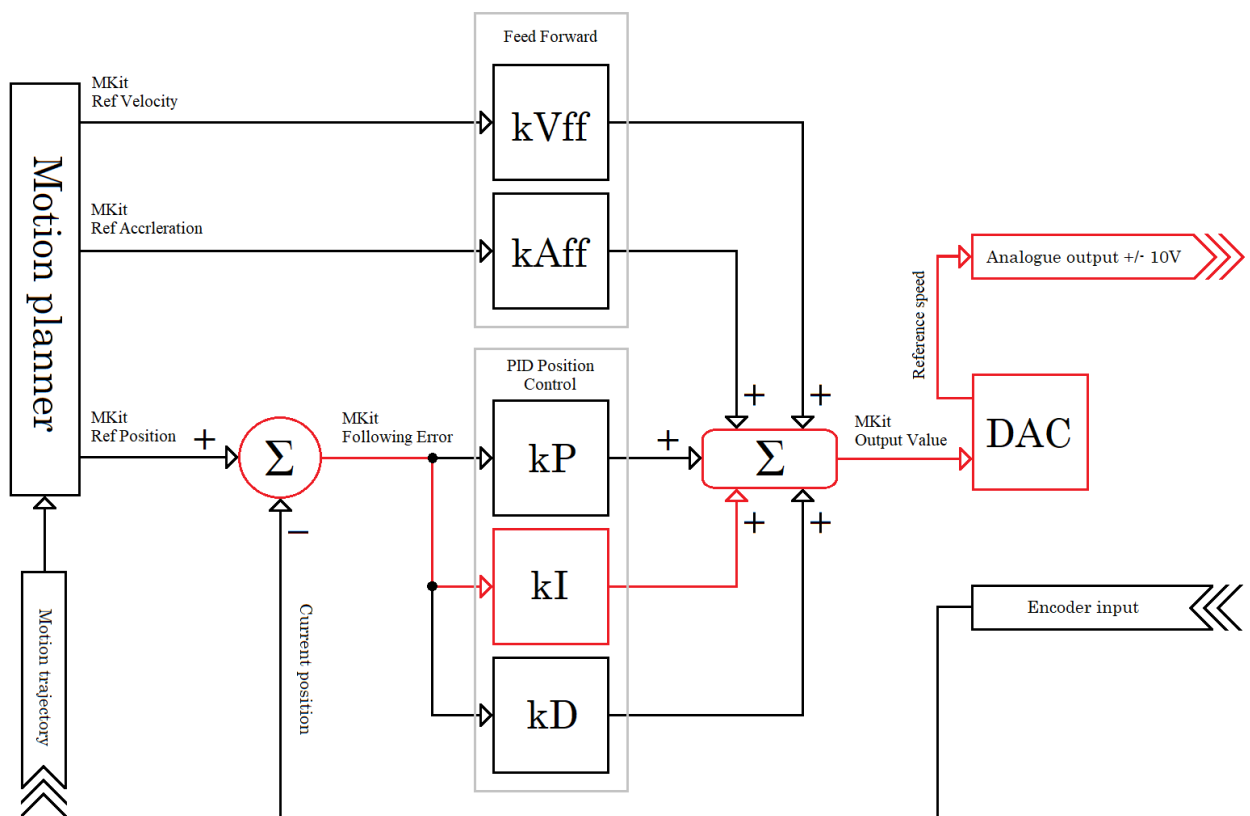 Feed Forward
MKit
Ref Velocity
kVff
Motion planner
MKit
Ref Accrleration
kAff
Analogue output +/- 10V
Reference speed
PID Position
Control
MKit
Ref Position
+
Σ
−
MKit
Following Error
kP
+
+
+
Σ
+
+
MKit
Output Value
DAC
kI
kD
Motion trajectory
Current position
Encoder input